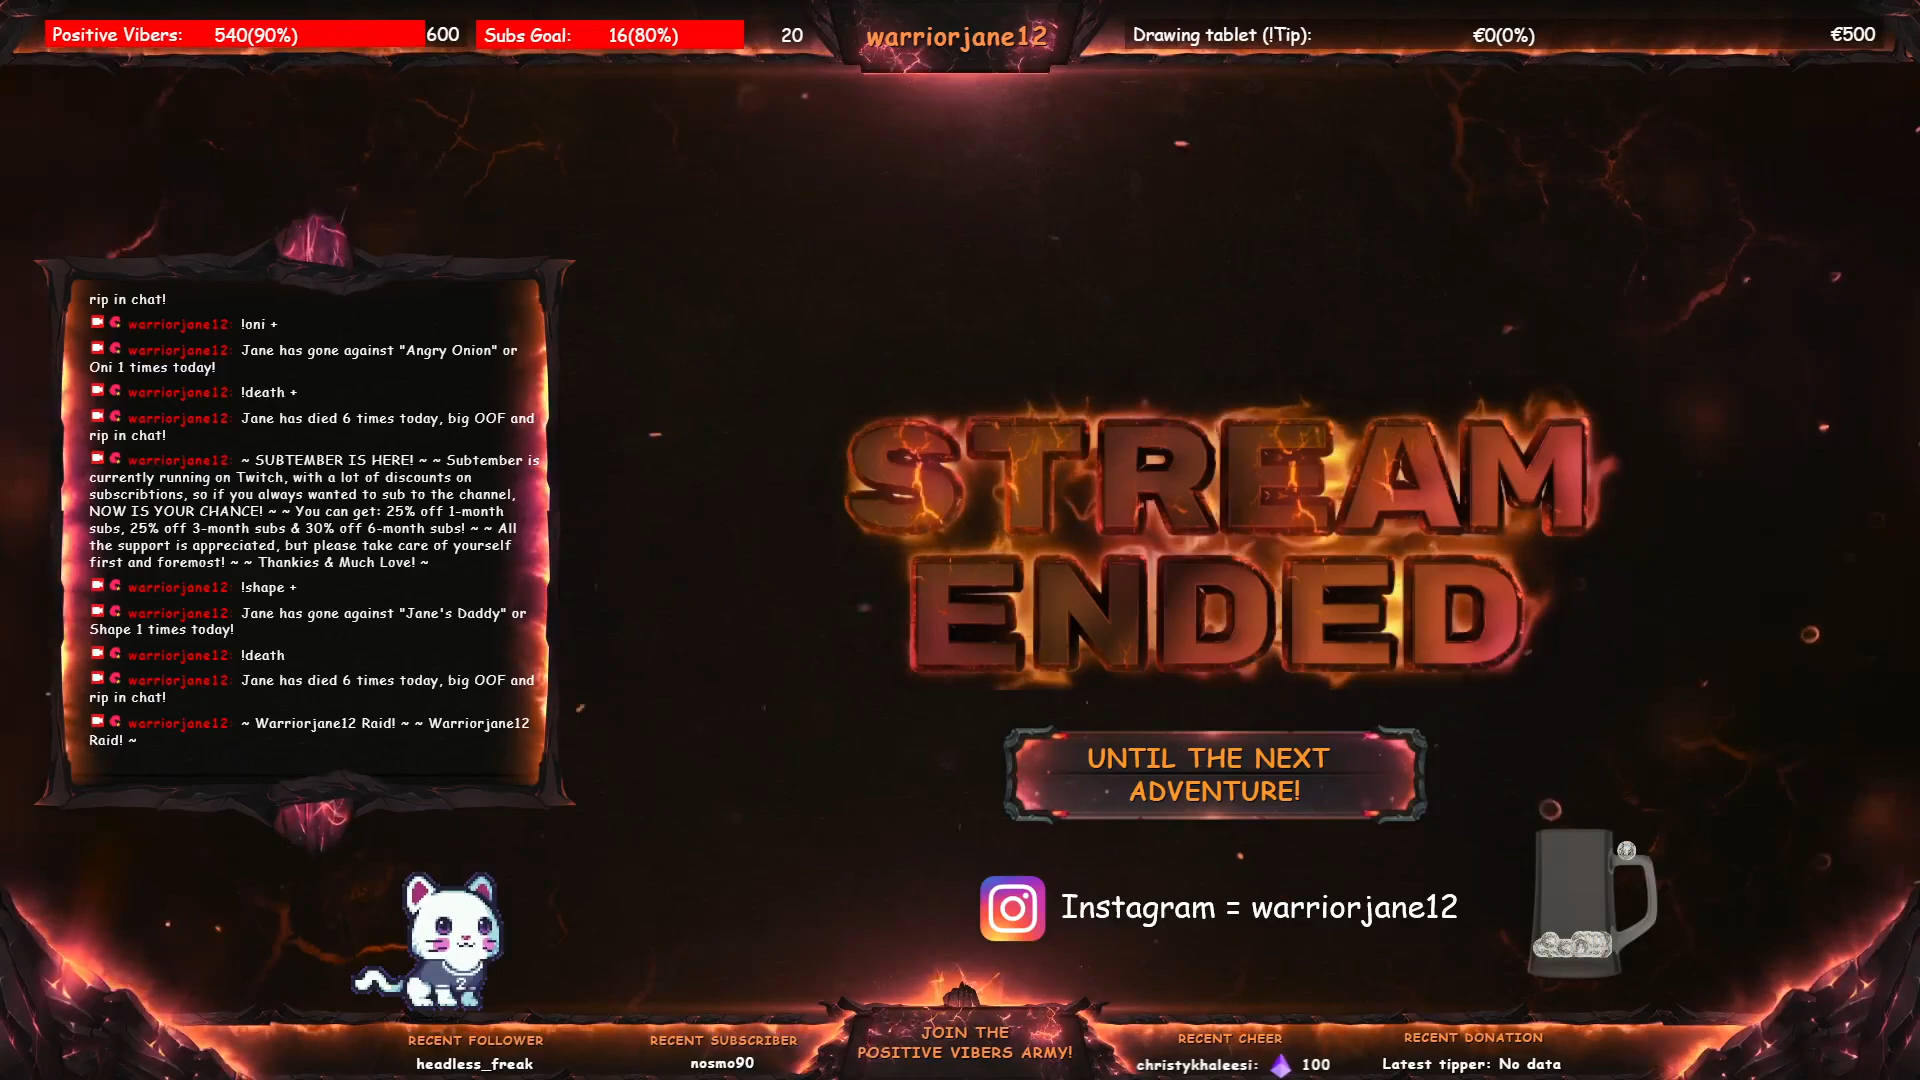 Positive Vibers: 540(90%) 600 Subs Goal: 16(80%) 20 warriorjane12 Drawing tablet (!Tip): €0(0%) €500
rip in chat!
warriorjane12: !oni +
warriorjane12: Jane has gone against "Angry Onion" or
Oni 1 times today!
warriorjane12: !death +
warriorjane12: Jane has died 6 times today, big OOF and
rip in chat!
warriorjane12: ~ SUBTEMBER IS HERE! ~ ~ Subtember is
currently running on Twitch, with a lot of discounts on
subscribtions, so if you always wanted to sub to the channel,
NOW IS YOUR CHANCE! ~ ~ You can get: 25% off 1-month
subs, 25% off 3-month subs & 30% off 6-month subs! ~ ~ All
the support is appreciated, but please take care of yourself
first and foremost! ~ ~ Thankies & Much Love! ~
warriorjane12: !shape +
warriorjane12: Jane has gone against "Jane's Daddy" or
Shape 1 times today!
warriorjane12: !death
warriorjane12: Jane has died 6 times today, big OOF and
rip in chat!
warriorjane12: ~ Warriorjane12 Raid! ~ ~ Warriorjane12
Raid! ~
STREAM
ENDED
UNTIL THE NEXT
ADVENTURE!
Instagram = warriorjane12
2
RECENT FOLLOWER
headless_freak
RECENT SUBSCRIBER
nosmo90
JOIN THE
POSITIVE VIBERS ARMY!
RECENT CHEER
christykhaleesi: 100
RECENT DONATION
Latest tipper: No data